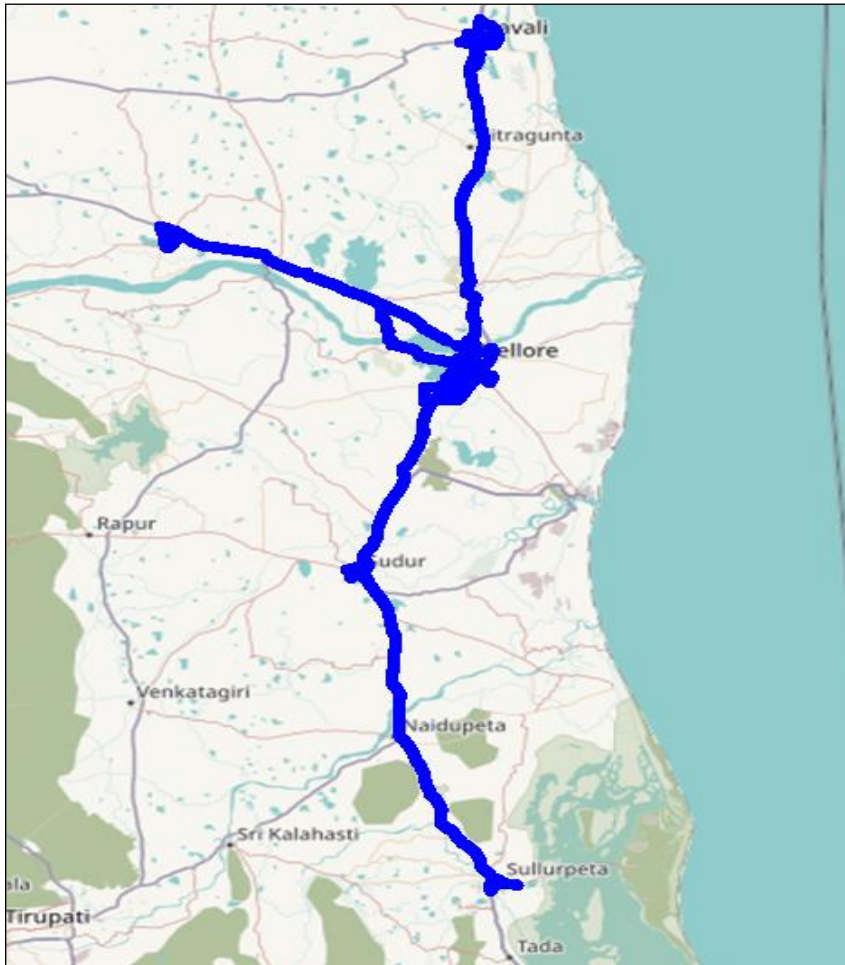 avali
itragunta
ellore
Rapur
udur
Venkatagiri
Naidupeta
Sri Kalahasti
Sullurpeta
ala
Tirupati
Tada